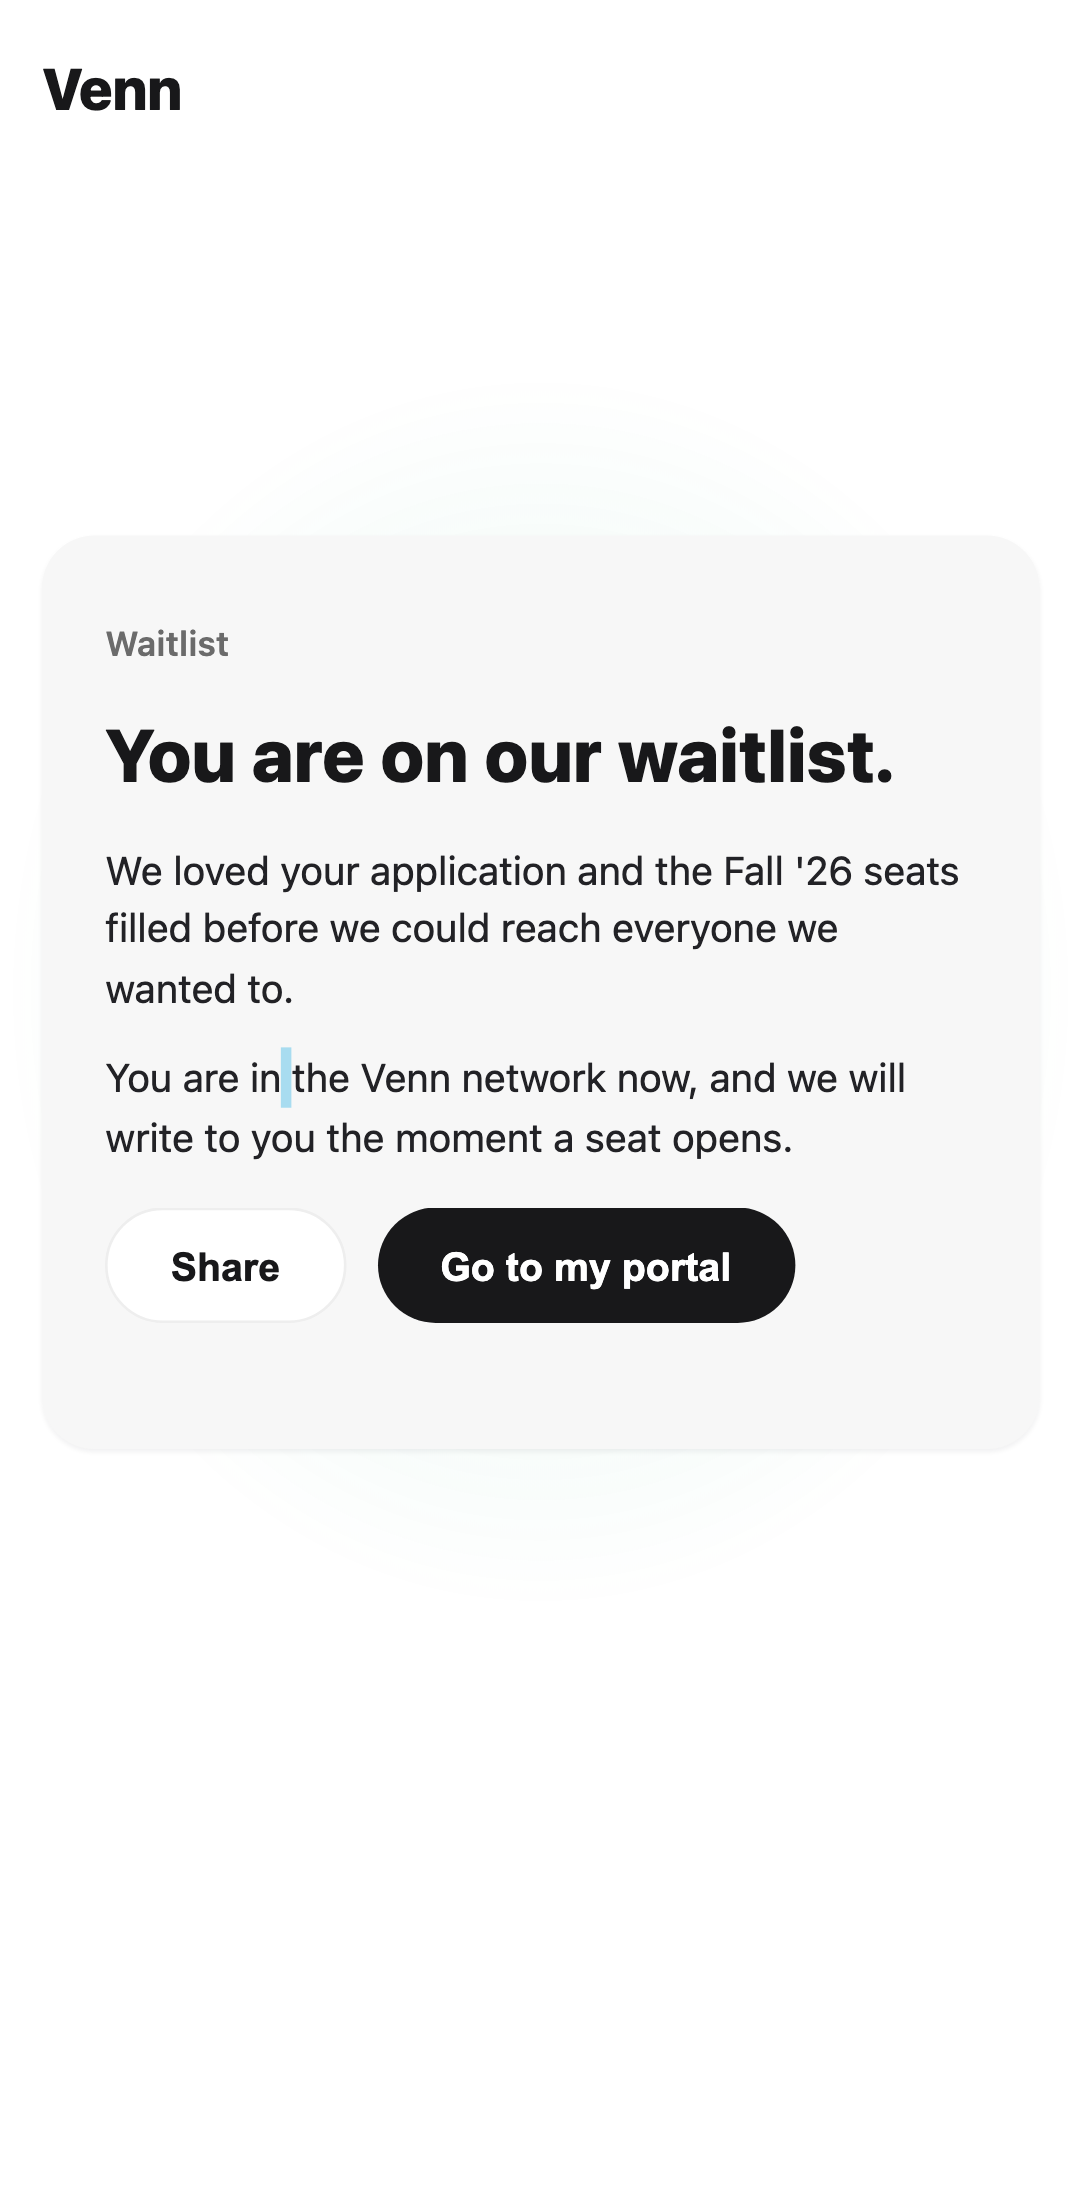 Venn
Waitlist
You are on our waitlist.
We loved your application and the Fall '26 seats
filled before we could reach everyone we
wanted to.
You are in the Venn network now, and we will
write to you the moment a seat opens.
Share
Go to my portal